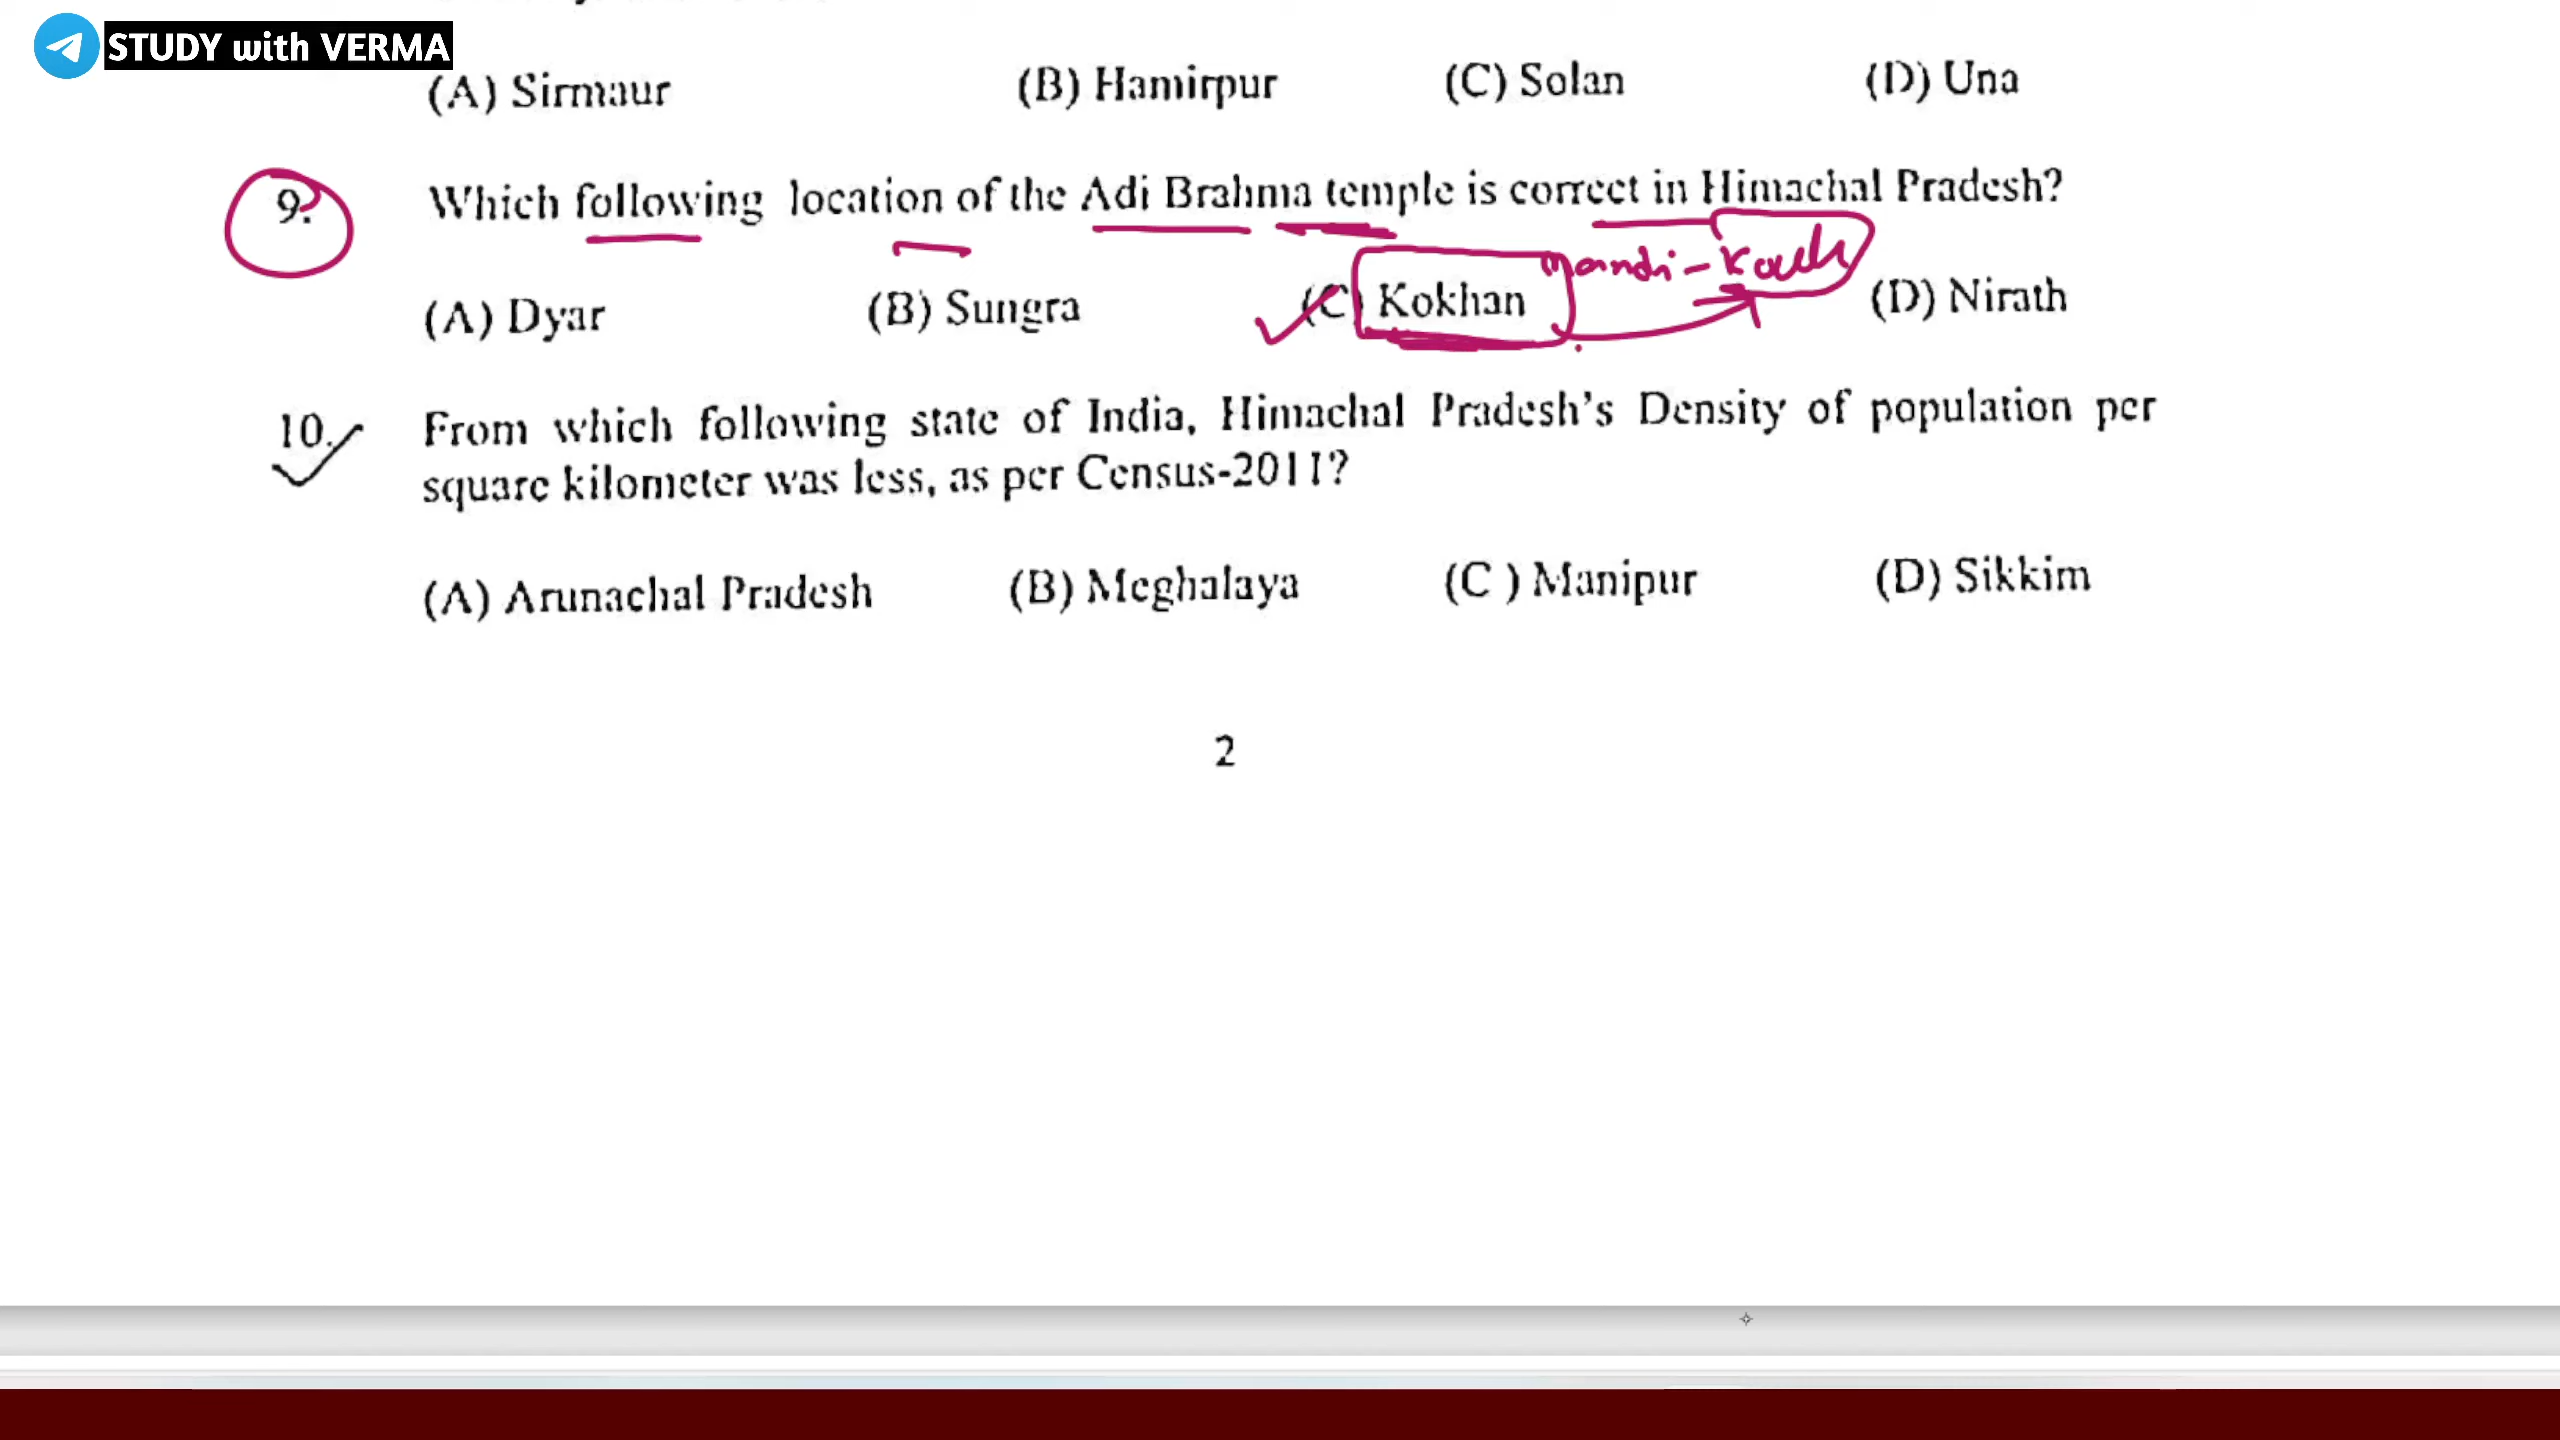 STUDY with VERMA
(A) Sirmaur (B) Hamirpur (C) Solan (D) Una
9. Which following location of the Adi Brahma temple is correct in Himachal Pradesh?
Mandi - Kullu
(A) Dyar (B) Sungra (C) Kokhan (D) Nirath
10. From which following state of India, Himachal Pradesh's Density of population per
square kilometer was less, as per Census-2011?
(A) Arunachal Pradesh (B) Meghalaya (C ) Manipur (D) Sikkim
2